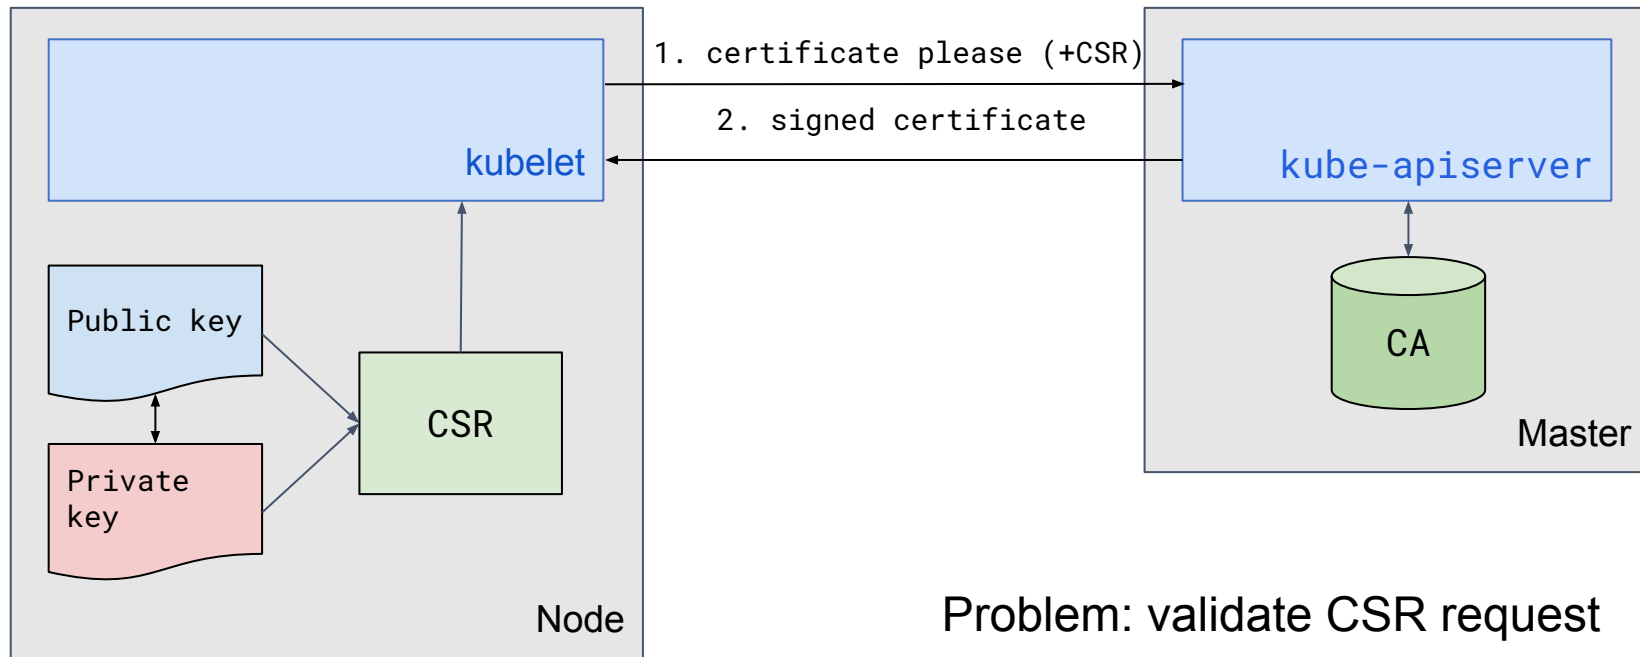 1. certificate please (+CSR)
2. signed certificate
kubelet
kube-apiserver
Public key
CSR
CA
Private
key
Master
Node
Problem: validate CSR request